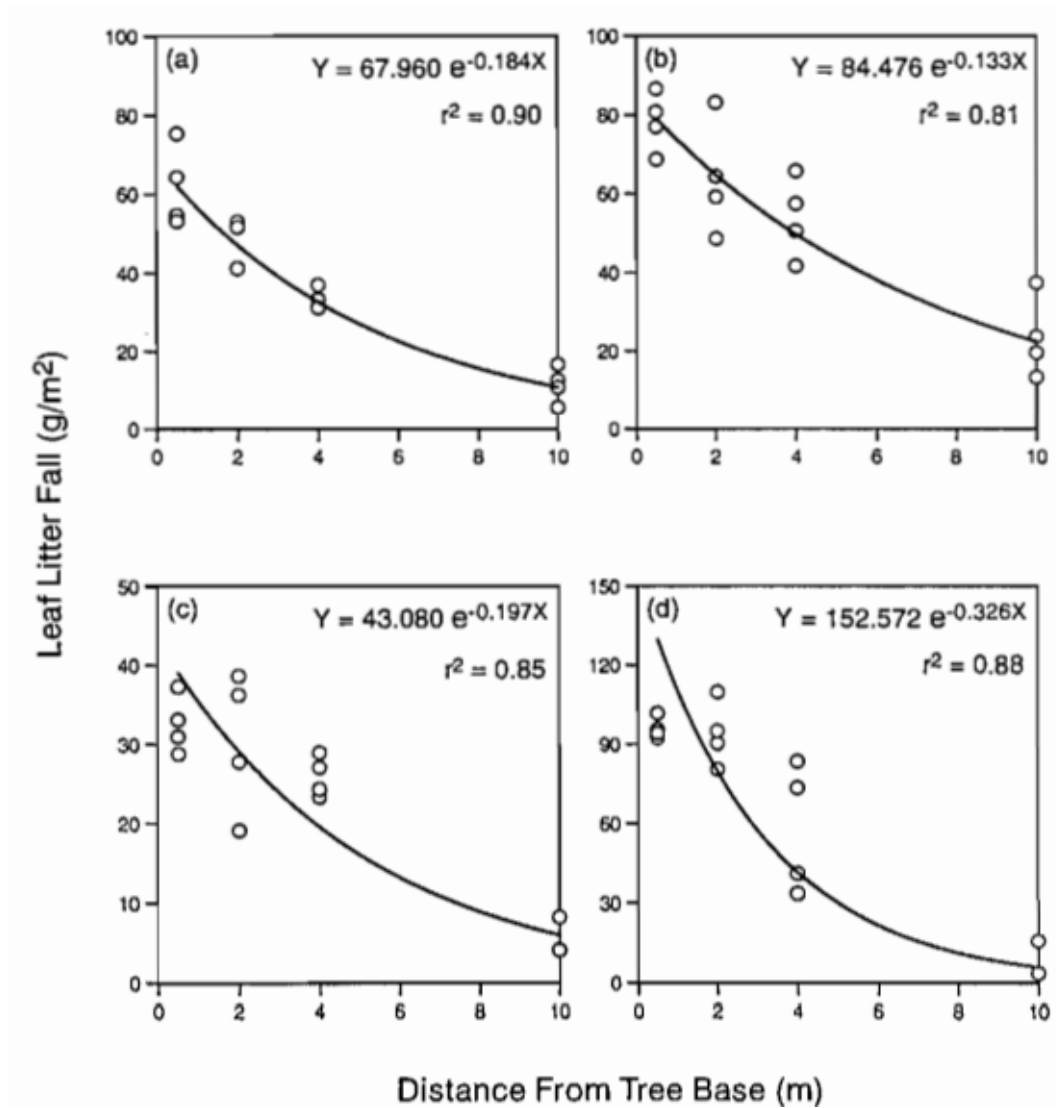 (a)
Y = 67.960 e^-0.184X
r² = 0.90
100
80
60
40
20
0
0 2 4 6 8 10
(b)
Y = 84.476 e^-0.133X
r² = 0.81
100
80
60
40
20
0
0 2 4 6 8 10
(c)
Y = 43.080 e^-0.197X
r² = 0.85
50
40
30
20
10
0
0 2 4 6 8 10
(d)
Y = 152.572 e^-0.326X
r² = 0.88
150
120
90
60
30
0
0 2 4 6 8 10
Leaf Litter Fall (g/m²)
Distance From Tree Base (m)